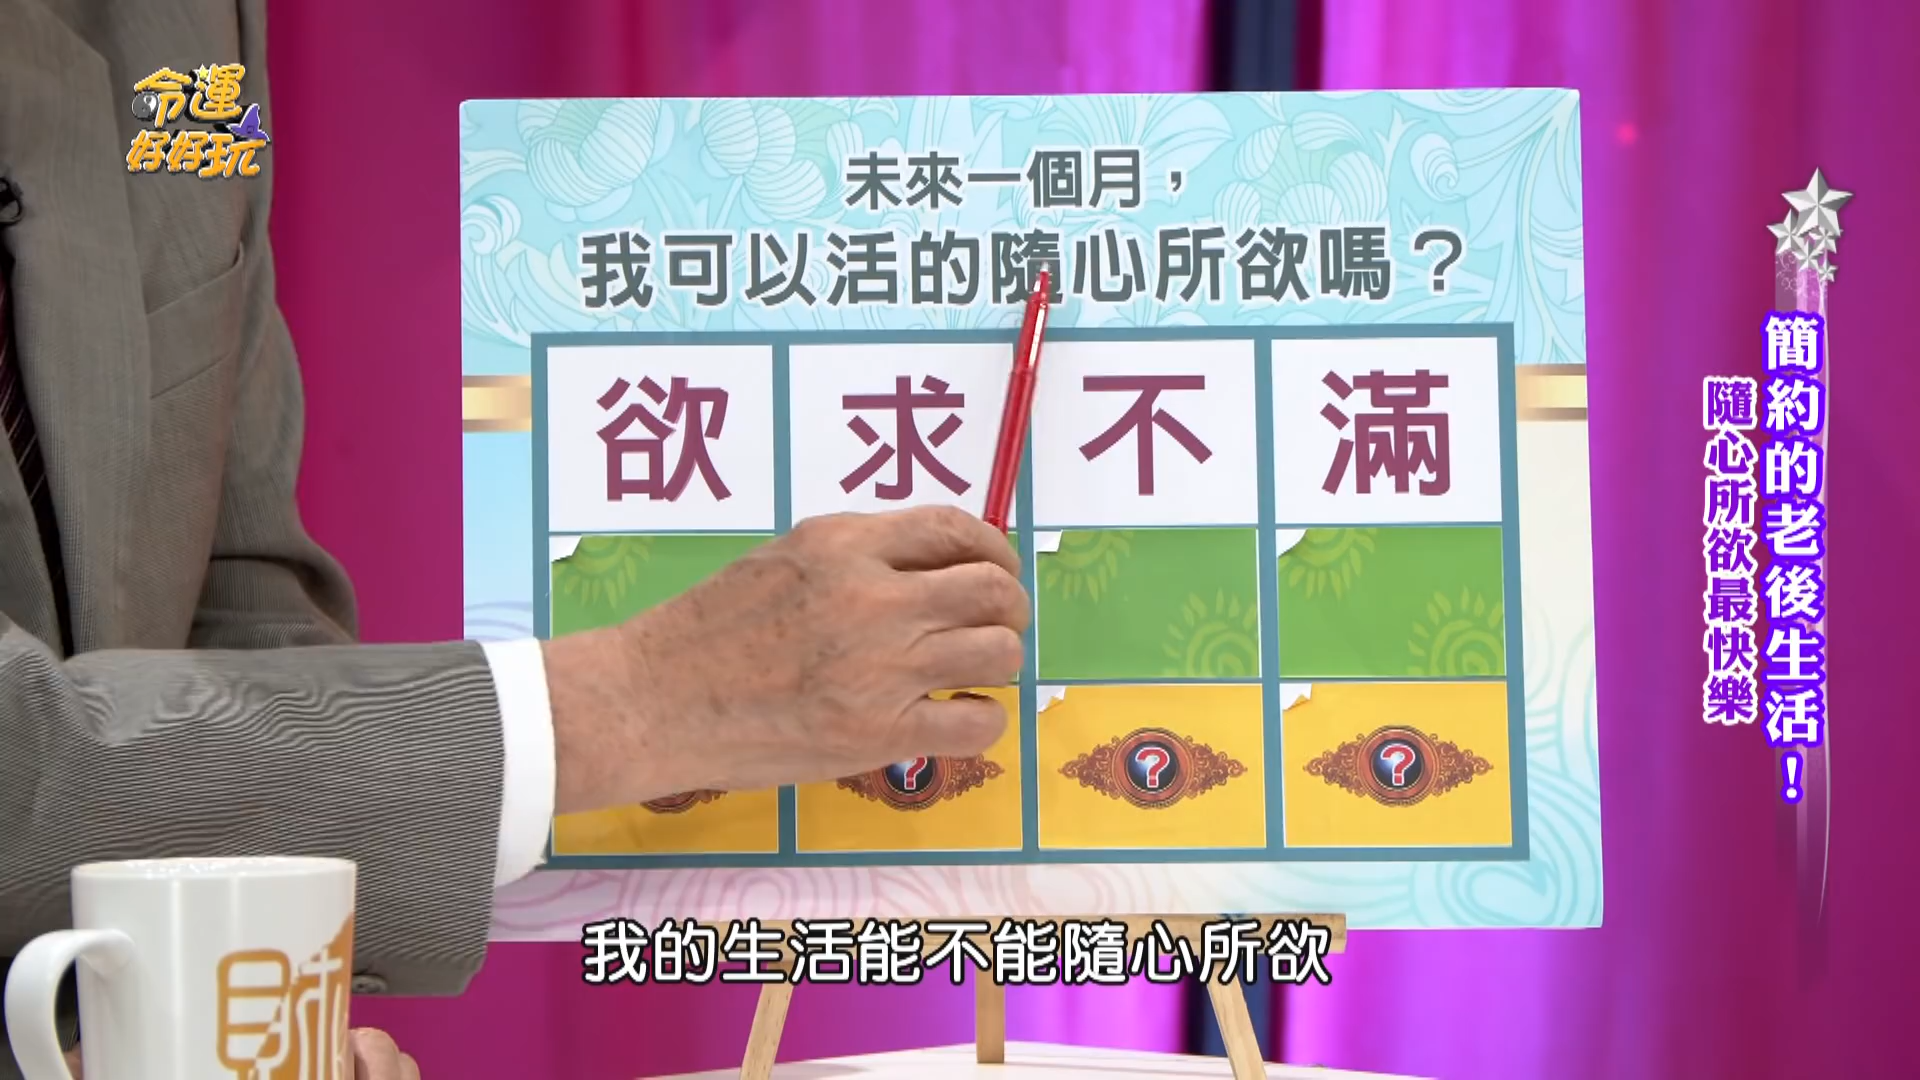 命運
好好玩
未來一個月，
我可以活的隨心所欲嗎？
欲 求 不 滿
?
?
?
簡約的老後生活！
隨心所欲最快樂
我的生活能不能隨心所欲
財